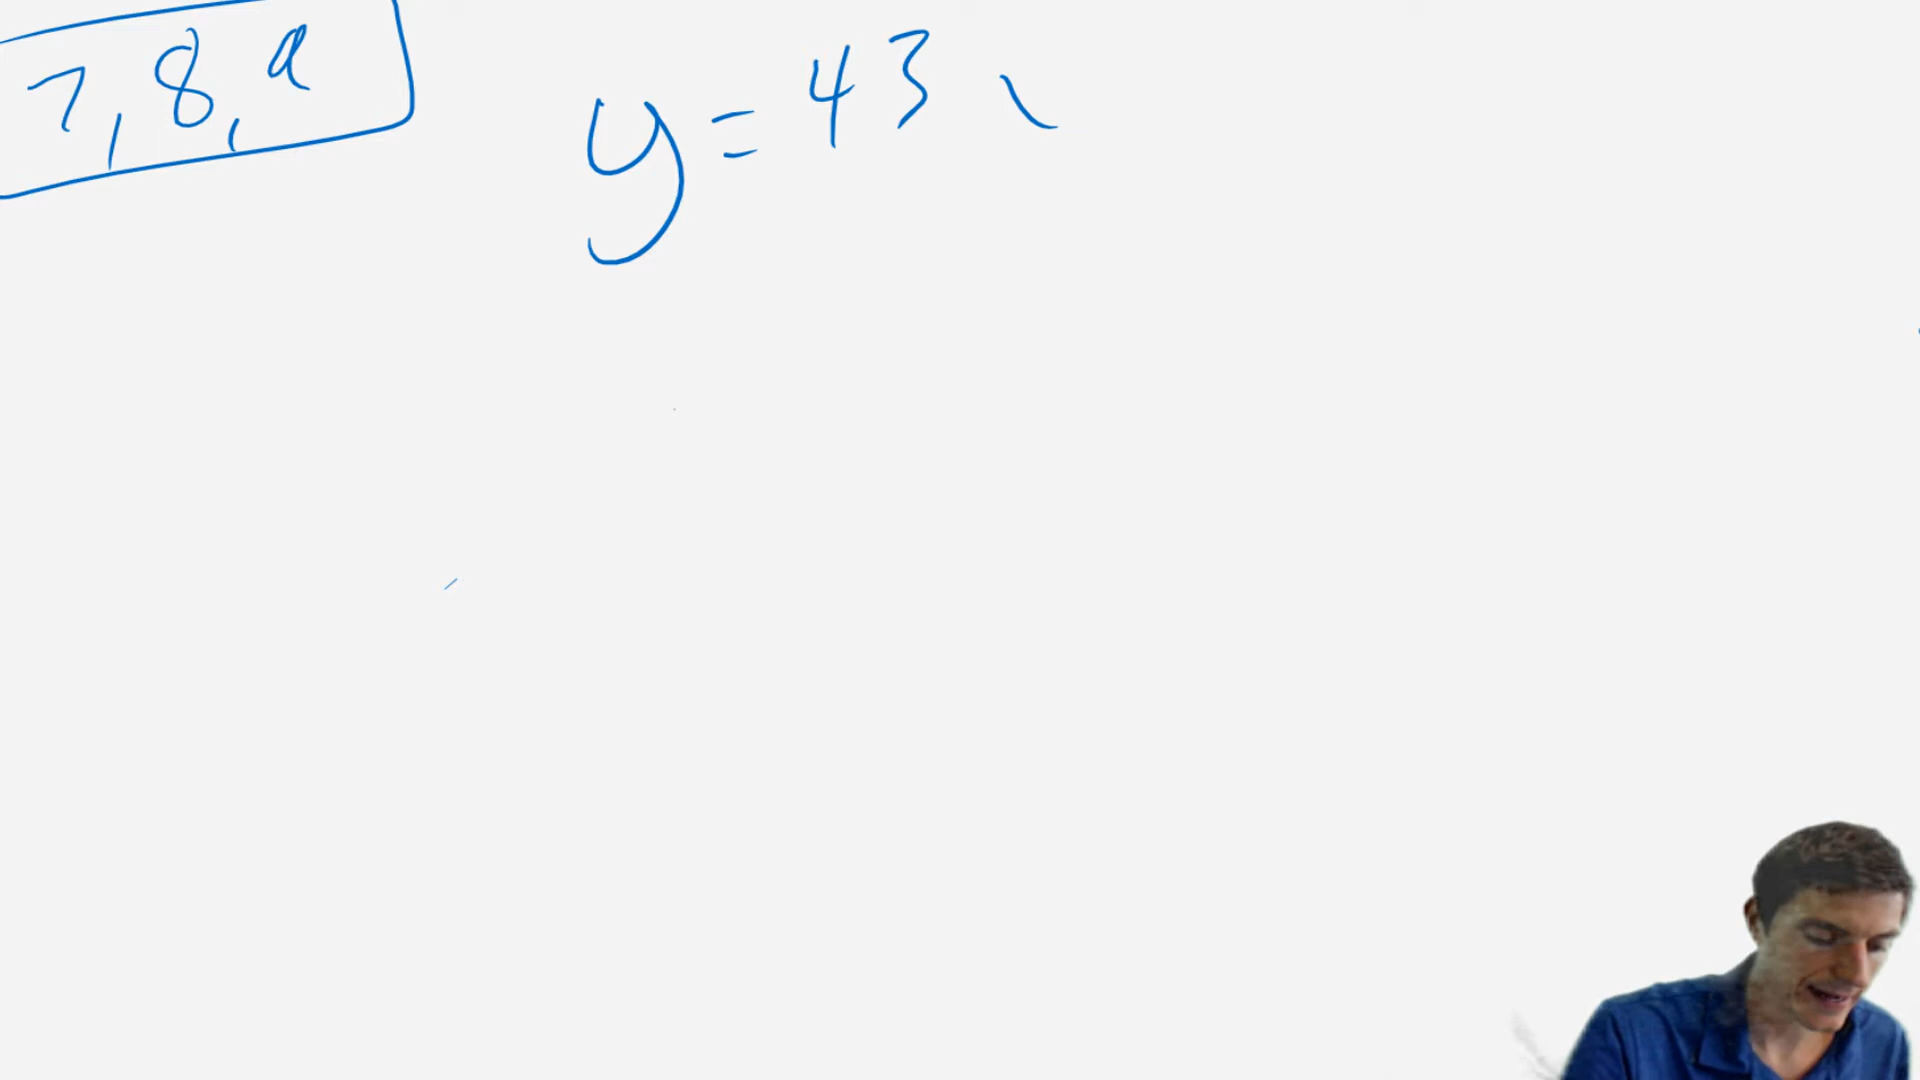 7, 8, a
y = 43